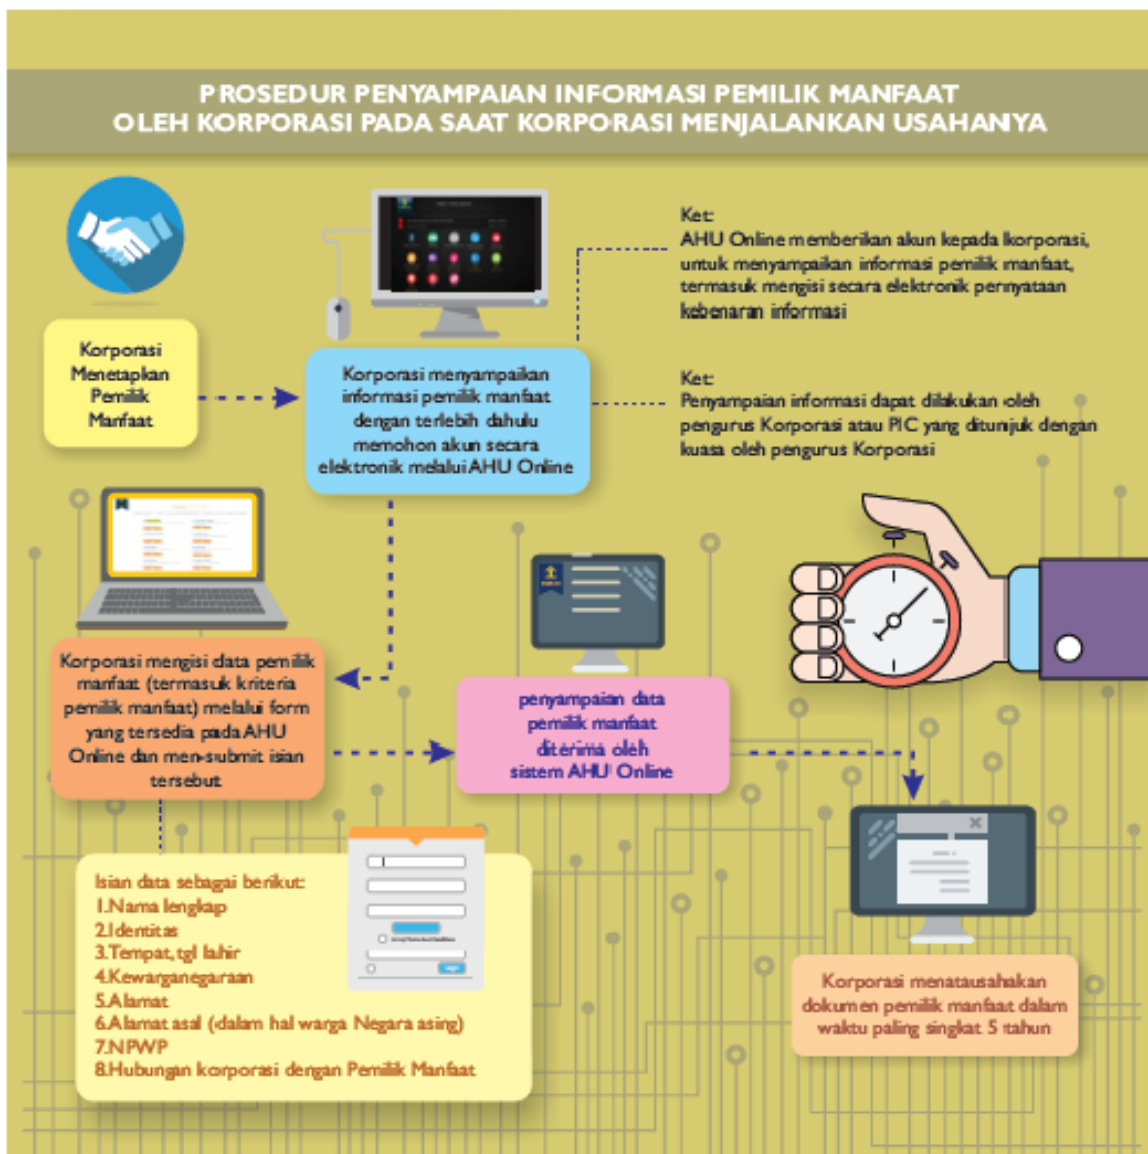 PROSEDUR PENYAMPAIAN INFORMASI PEMILIK MANFAAT
OLEH KORPORASI PADA SAAT KORPORASI MENJALANKAN USAHANYA
Korporasi
Menetapkan
Pemilik
Manfaat
Korporasi menyampaikan
informasi pemilik manfaat
dengan terlebih dahulu
memohon akun secara
elektronik melalui AHU Online
Ket:
AHU Online memberikan akun kepada korporasi,
untuk menyampaikan informasi pemilik manfaat,
termasuk mengisi secara elektronik pernyataan
kebenaran informasi
Ket:
Penyampaian informasi dapat dilakukan oleh
pengurus Korporasi atau PIC yang ditunjuk dengan
kuasa oleh pengurus Korporasi
Korporasi mengisi data pemilik
manfaat (termasuk kriteria
pemilik manfaat) melalui form
yang tersedia pada AHU
Online dan men-submit isian
tersebut
penyampaian data
pemilik manfaat
diterima oleh
sistem AHU Online
Isian data sebagai berikut:
1.Nama lengkap
2.Identitas
3.Tempat, tgl lahir
4.Kewarganegaraan
5.Alamat
6.Alamat asal (dalam hal warga Negara asing)
7.NPWP
8.Hubungan korporasi dengan Pemilik Manfaat
Korporasi menatausahakan
dokumen pemilik manfaat dalam
waktu paling singkat 5 tahun